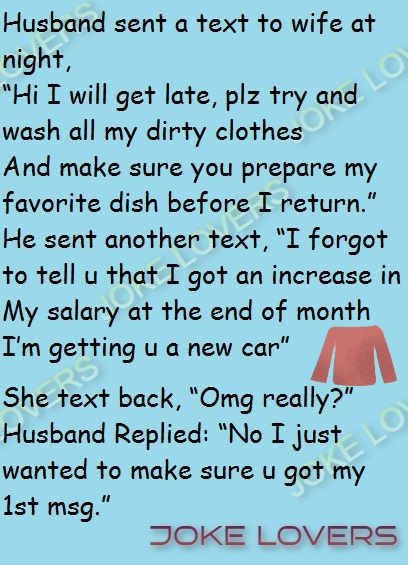 Husband sent a text to wife at
night,
“Hi I will get late, plz try and
wash all my dirty clothes
And make sure you prepare my
favorite dish before I return.”
He sent another text, “I forgot
to tell u that I got an increase in
My salary at the end of month
I’m getting u a new car”
She text back, “Omg really?”
Husband Replied: “No I just
wanted to make sure u got my
1st msg.”
JOKE LOVERS